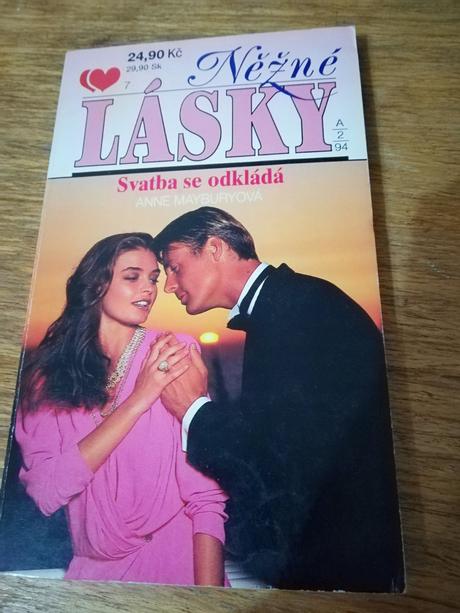 24,90 Kč
29,90 Sk
7
Něžné
LÁSKY
A
2
94
Svatba se odkládá
ANNE MAYBURYOVÁ